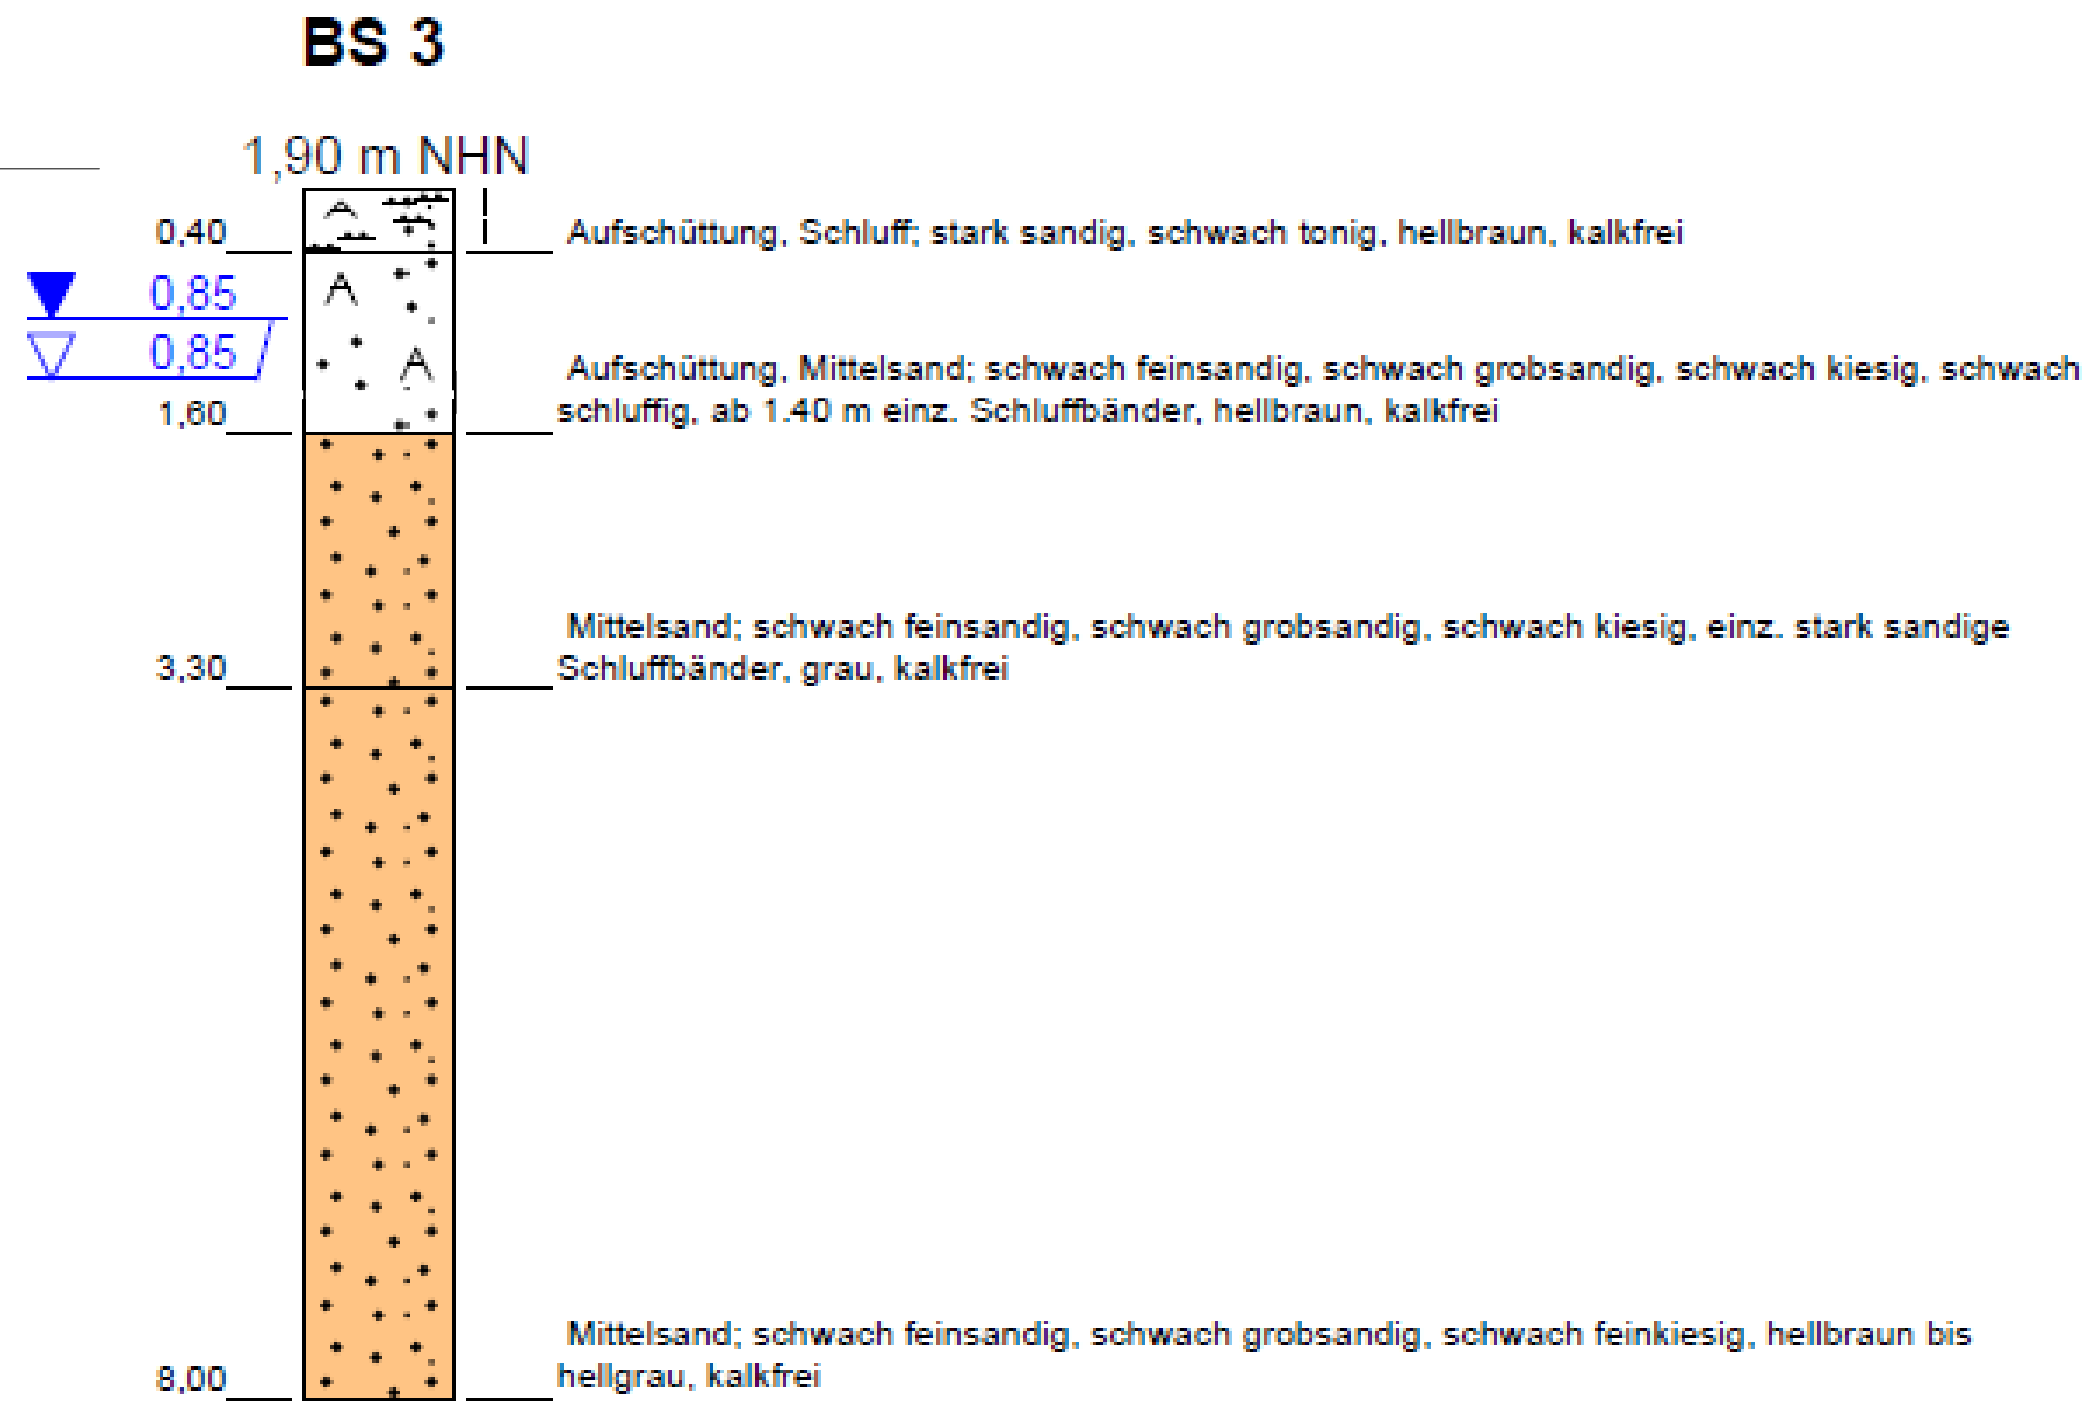 BS 3
1,90 m NHN
0,40
Aufschüttung, Schluff; stark sandig, schwach tonig, hellbraun, kalkfrei
0,85
0,85
Aufschüttung, Mittelsand; schwach feinsandig, schwach grobsandig, schwach kiesig, schwach
schluffig, ab 1.40 m einz. Schluffbänder, hellbraun, kalkfrei
1,60
A
A
A
Mittelsand; schwach feinsandig, schwach grobsandig, schwach kiesig, einz. stark sandige
Schluffbänder, grau, kalkfrei
3,30
Mittelsand; schwach feinsandig, schwach grobsandig, schwach feinkiesig, hellbraun bis
hellgrau, kalkfrei
8,00